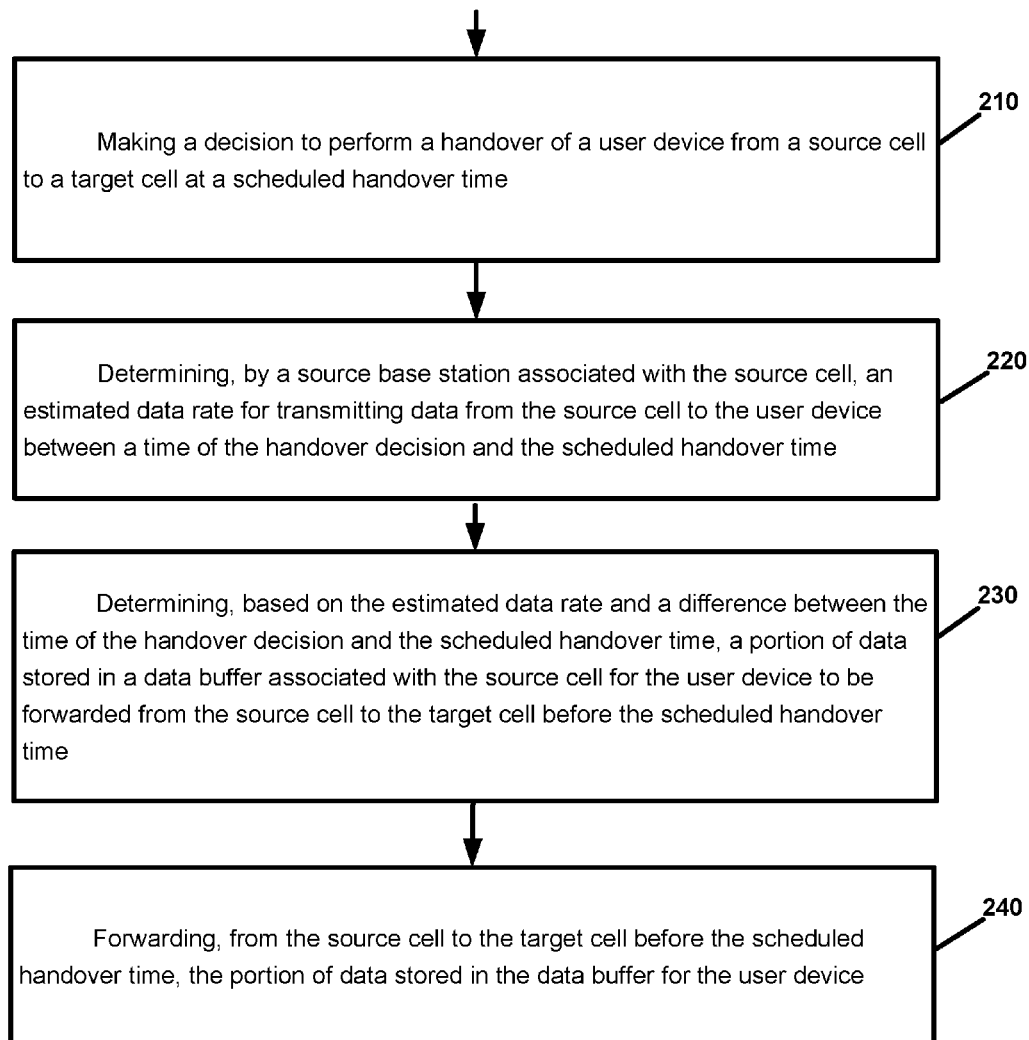 210
Making a decision to perform a handover of a user device from a source cell
to a target cell at a scheduled handover time
220
Determining, by a source base station associated with the source cell, an
estimated data rate for transmitting data from the source cell to the user device
between a time of the handover decision and the scheduled handover time
230
Determining, based on the estimated data rate and a difference between the
time of the handover decision and the scheduled handover time, a portion of data
stored in a data buffer associated with the source cell for the user device to be
forwarded from the source cell to the target cell before the scheduled handover
time
240
Forwarding, from the source cell to the target cell before the scheduled
handover time, the portion of data stored in the data buffer for the user device